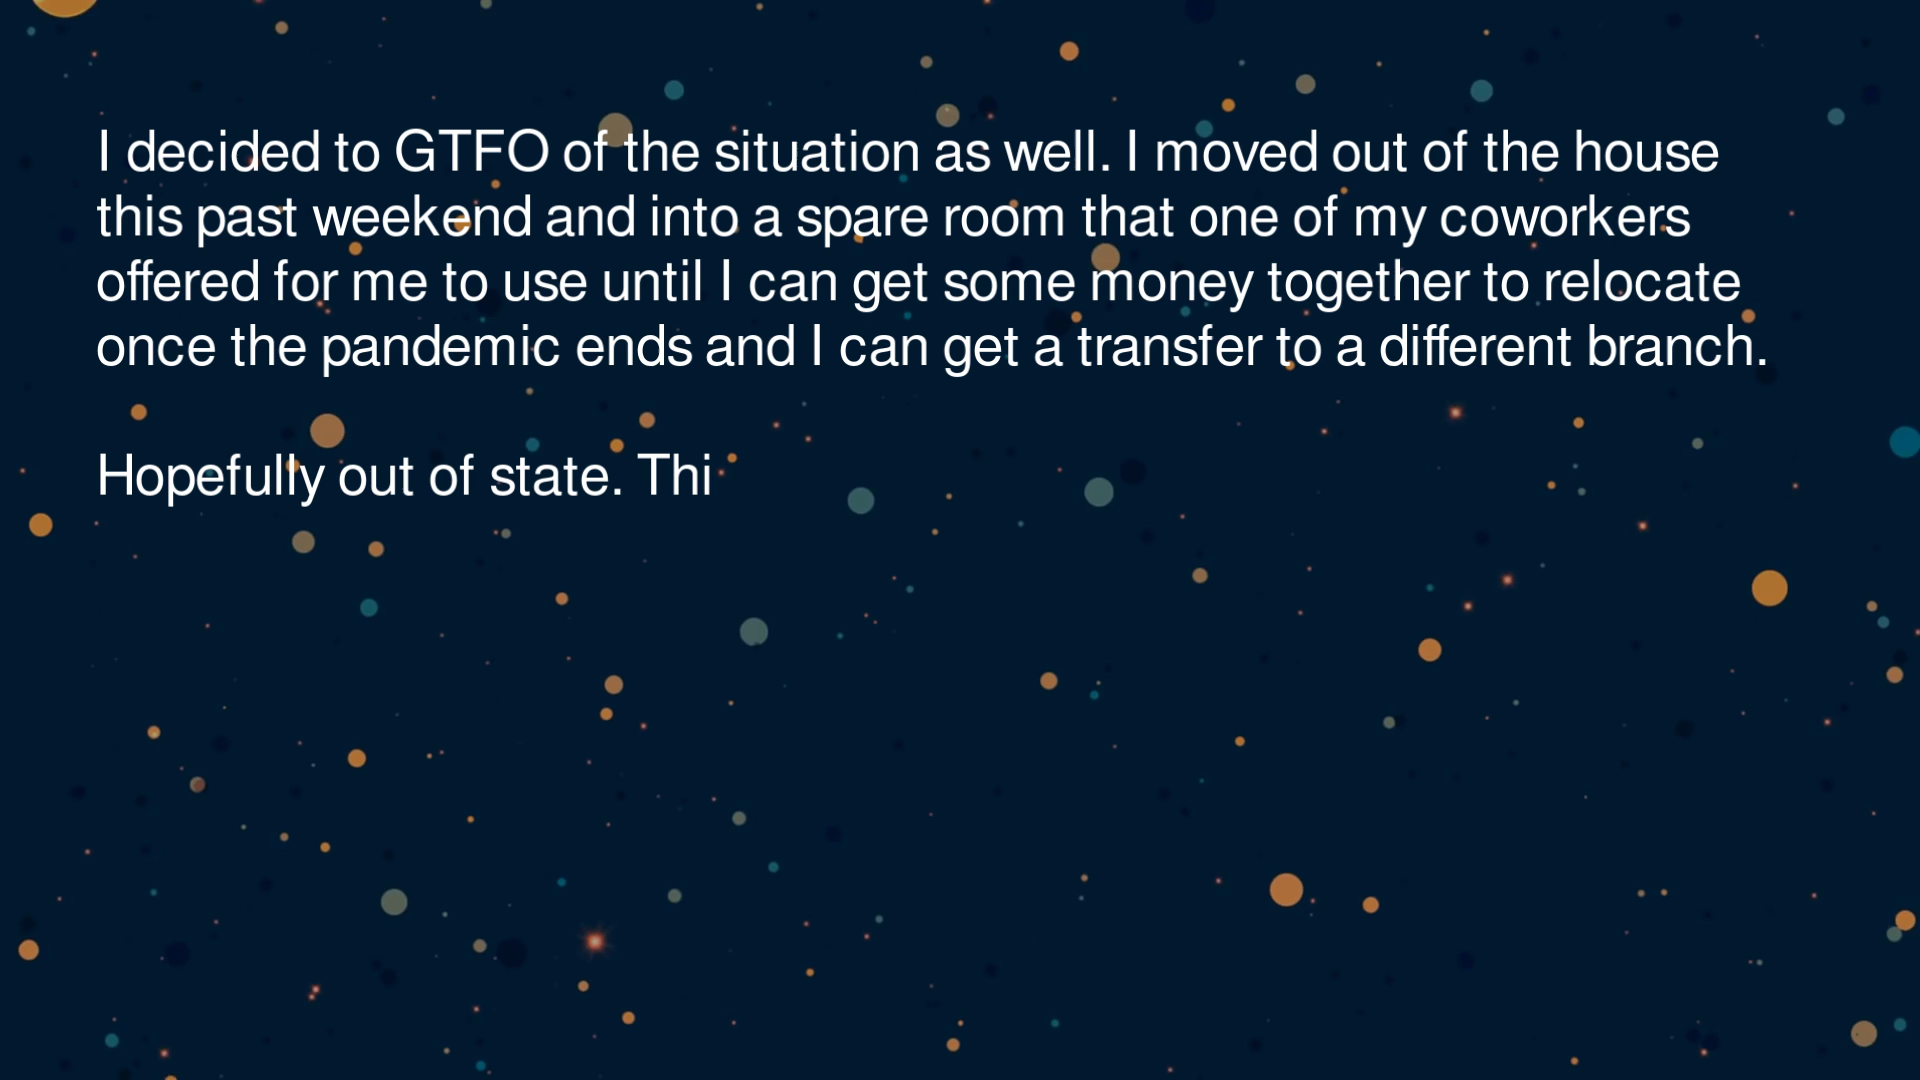 I decided to GTFO of the situation as well. I moved out of the house
this past weekend and into a spare room that one of my coworkers
offered for me to use until I can get some money together to relocate
once the pandemic ends and I can get a transfer to a different branch.
Hopefully out of state. Thi